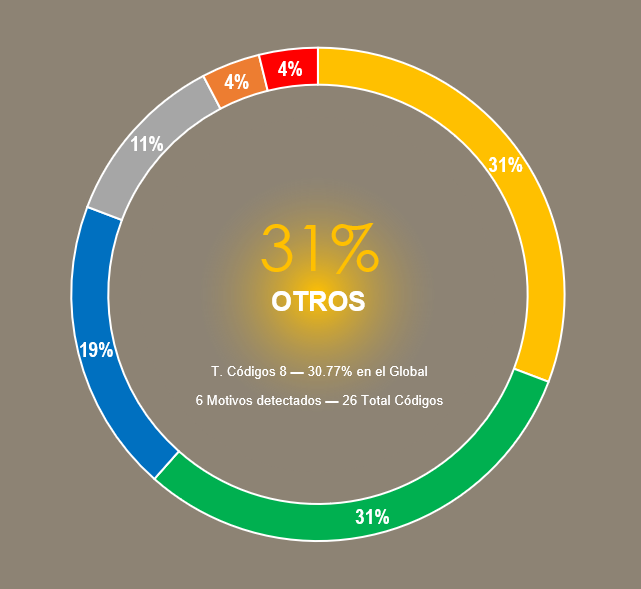 4%
4%
11%
31%
31%
OTROS
19%
T. Códigos 8 — 30.77% en el Global
6 Motivos detectados — 26 Total Códigos
31%